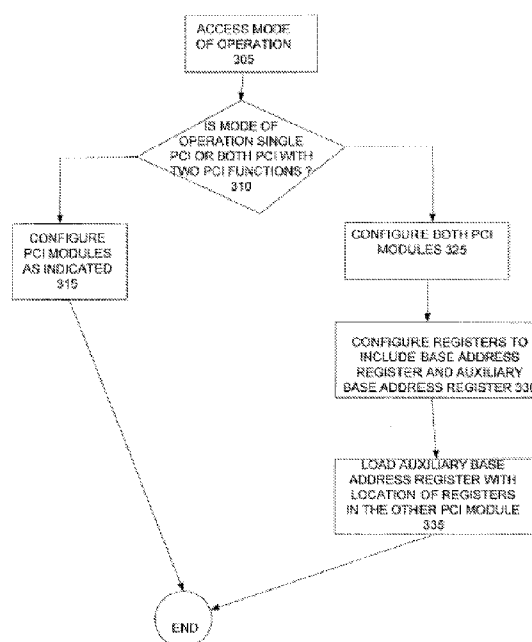 ACCESS MODE
OF OPERATION
305
IS MODE OF
OPERATION SINGLE
PCI OR BOTH PCI WITH
TWO PCI FUNCTIONS ?
310
CONFIGURE
PCI MODULES
AS INDICATED
315
CONFIGURE BOTH PCI
MODULES 325
CONFIGURE REGISTERS TO
INCLUDE BASE ADDRESS
REGISTER AND AUXILIARY
BASE ADDRESS REGISTER 330
LOAD AUXILIARY BASE
ADDRESS REGISTER WITH
LOCATION OF REGISTERS
IN THE OTHER PCI MODULE
335
END